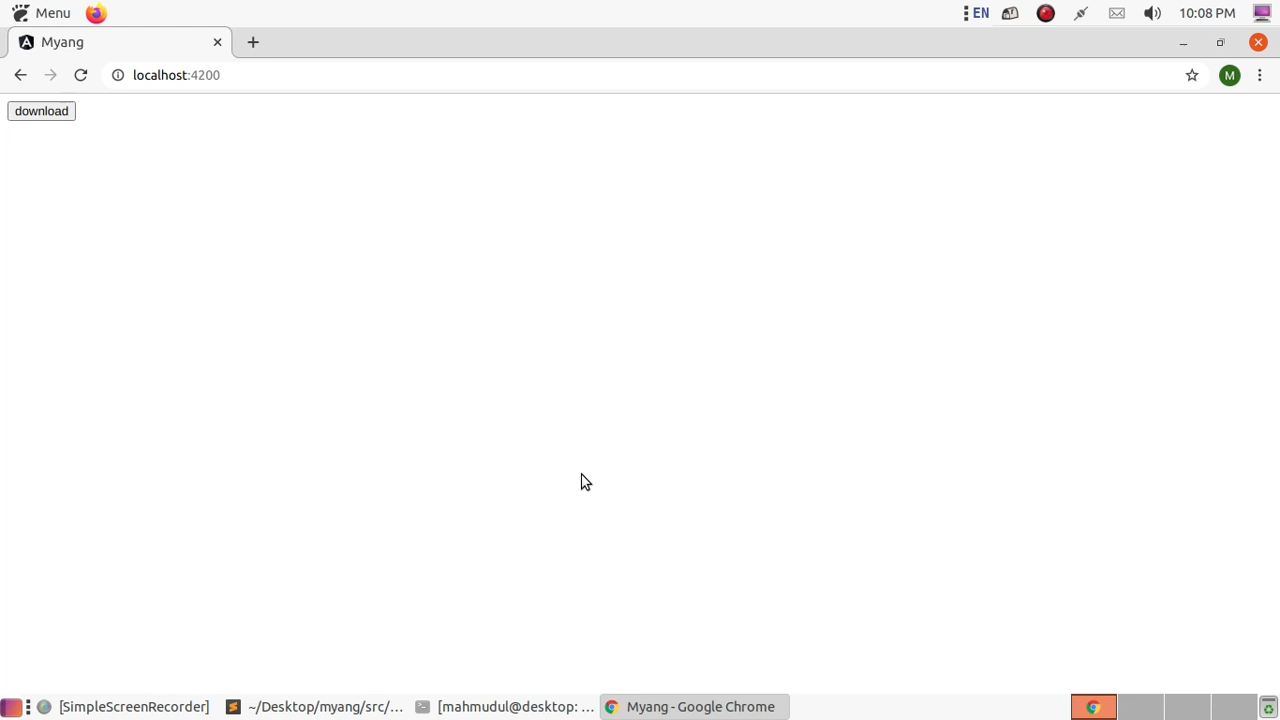 Menu
EN
10:08 PM
Myang
localhost:4200
M
download
[SimpleScreenRecorder]
~/Desktop/myang/src/...
[mahmudul@desktop: ...
Myang - Google Chrome